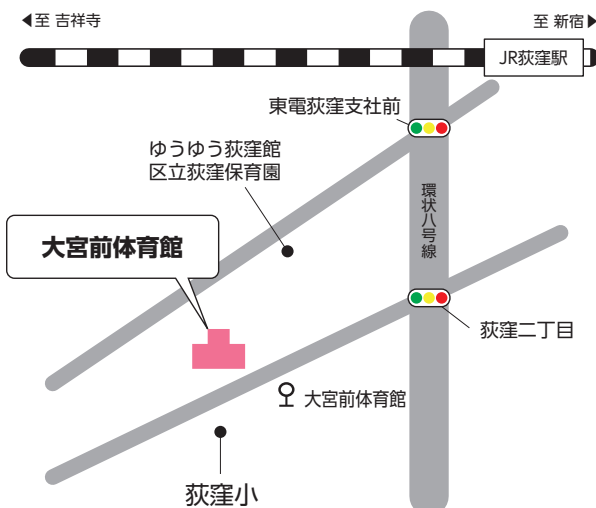 ◀至 吉祥寺
至 新宿▶
JR荻窪駅
東電荻窪支社前
ゆうゆう荻窪館
区立荻窪保育園
環状八号線
大宮前体育館
荻窪二丁目
大宮前体育館
荻窪小